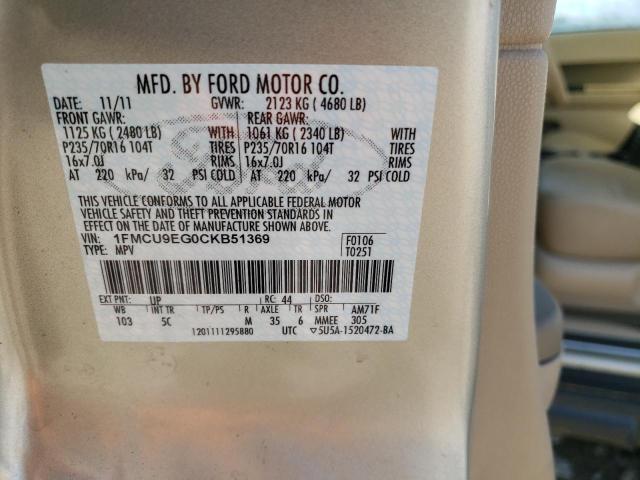 MFD. BY FORD MOTOR CO.
DATE: 11/11 GVWR: 2123 KG ( 4680 LB)
FRONT GAWR: REAR GAWR:
1125 KG ( 2480 LB) WITH 1061 KG ( 2340 LB) WITH
P235/70R16 104T TIRES P235/70R16 104T TIRES
16x7.0J RIMS 16x7.0J RIMS
AT 220 kPa/ 32 PSI COLD AT 220 kPa/ 32 PSI COLD
THIS VEHICLE CONFORMS TO ALL APPLICABLE FEDERAL MOTOR
VEHICLE SAFETY AND THEFT PREVENTION STANDARDS IN
EFFECT ON THE DATE OF MANUFACTURE SHOWN ABOVE.
VIN: 1FMCU9EG0CKB51369 F0106
TYPE: MPV T0251
EXT PNT: UP RC: 44 DSO:
WB INT TR TP/PS R AXLE TR SPR AM71F
103 5C M 35 6 MMEE 305
1201111295880 UTC ▽5U5A-1520472-BA
Ford